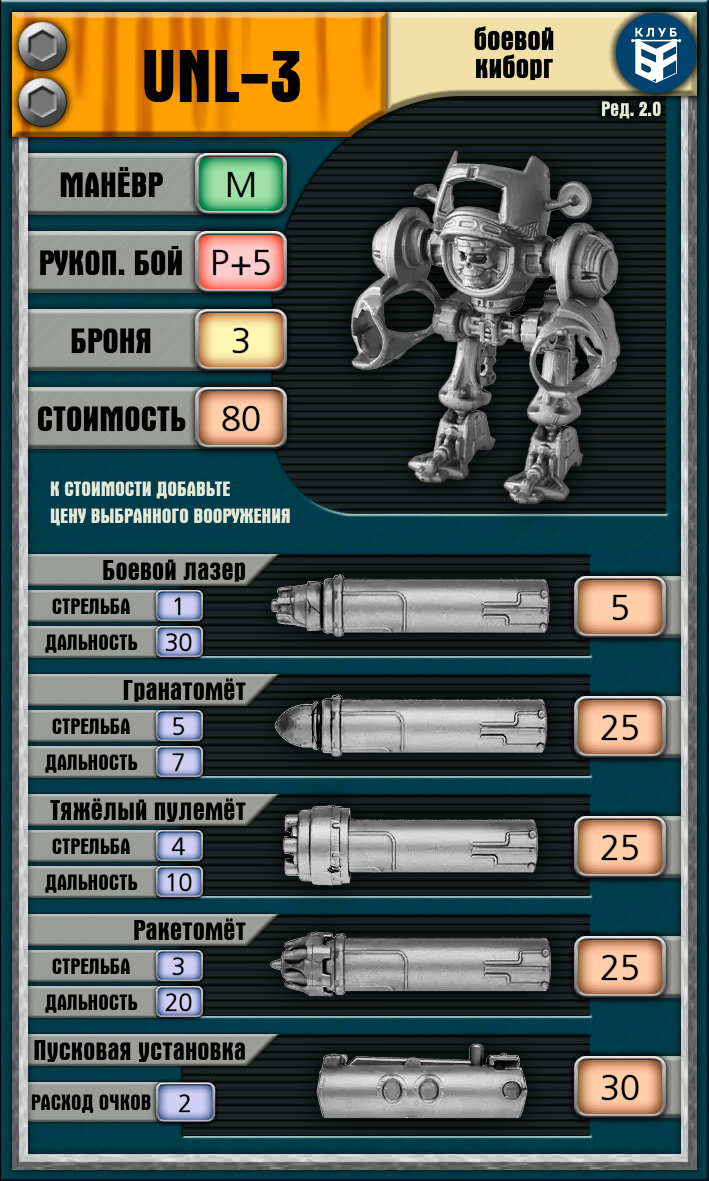 UNL-3
боевой
киборг
КЛУБ
БГ
Ред. 2.0
МАНЁВР M
РУКОП. БОЙ Р+5
БРОНЯ 3
СТОИМОСТЬ 80
К СТОИМОСТИ ДОБАВЬТЕ
ЦЕНУ ВЫБРАННОГО ВООРУЖЕНИЯ
Боевой лазер
СТРЕЛЬБА 1
5
ДАЛЬНОСТЬ 30
Гранатомёт
СТРЕЛЬБА 5
25
ДАЛЬНОСТЬ 7
Тяжёлый пулемёт
СТРЕЛЬБА 4
25
ДАЛЬНОСТЬ 10
Ракетомёт
СТРЕЛЬБА 3
25
ДАЛЬНОСТЬ 20
Пусковая установка
РАСХОД ОЧКОВ 2
30